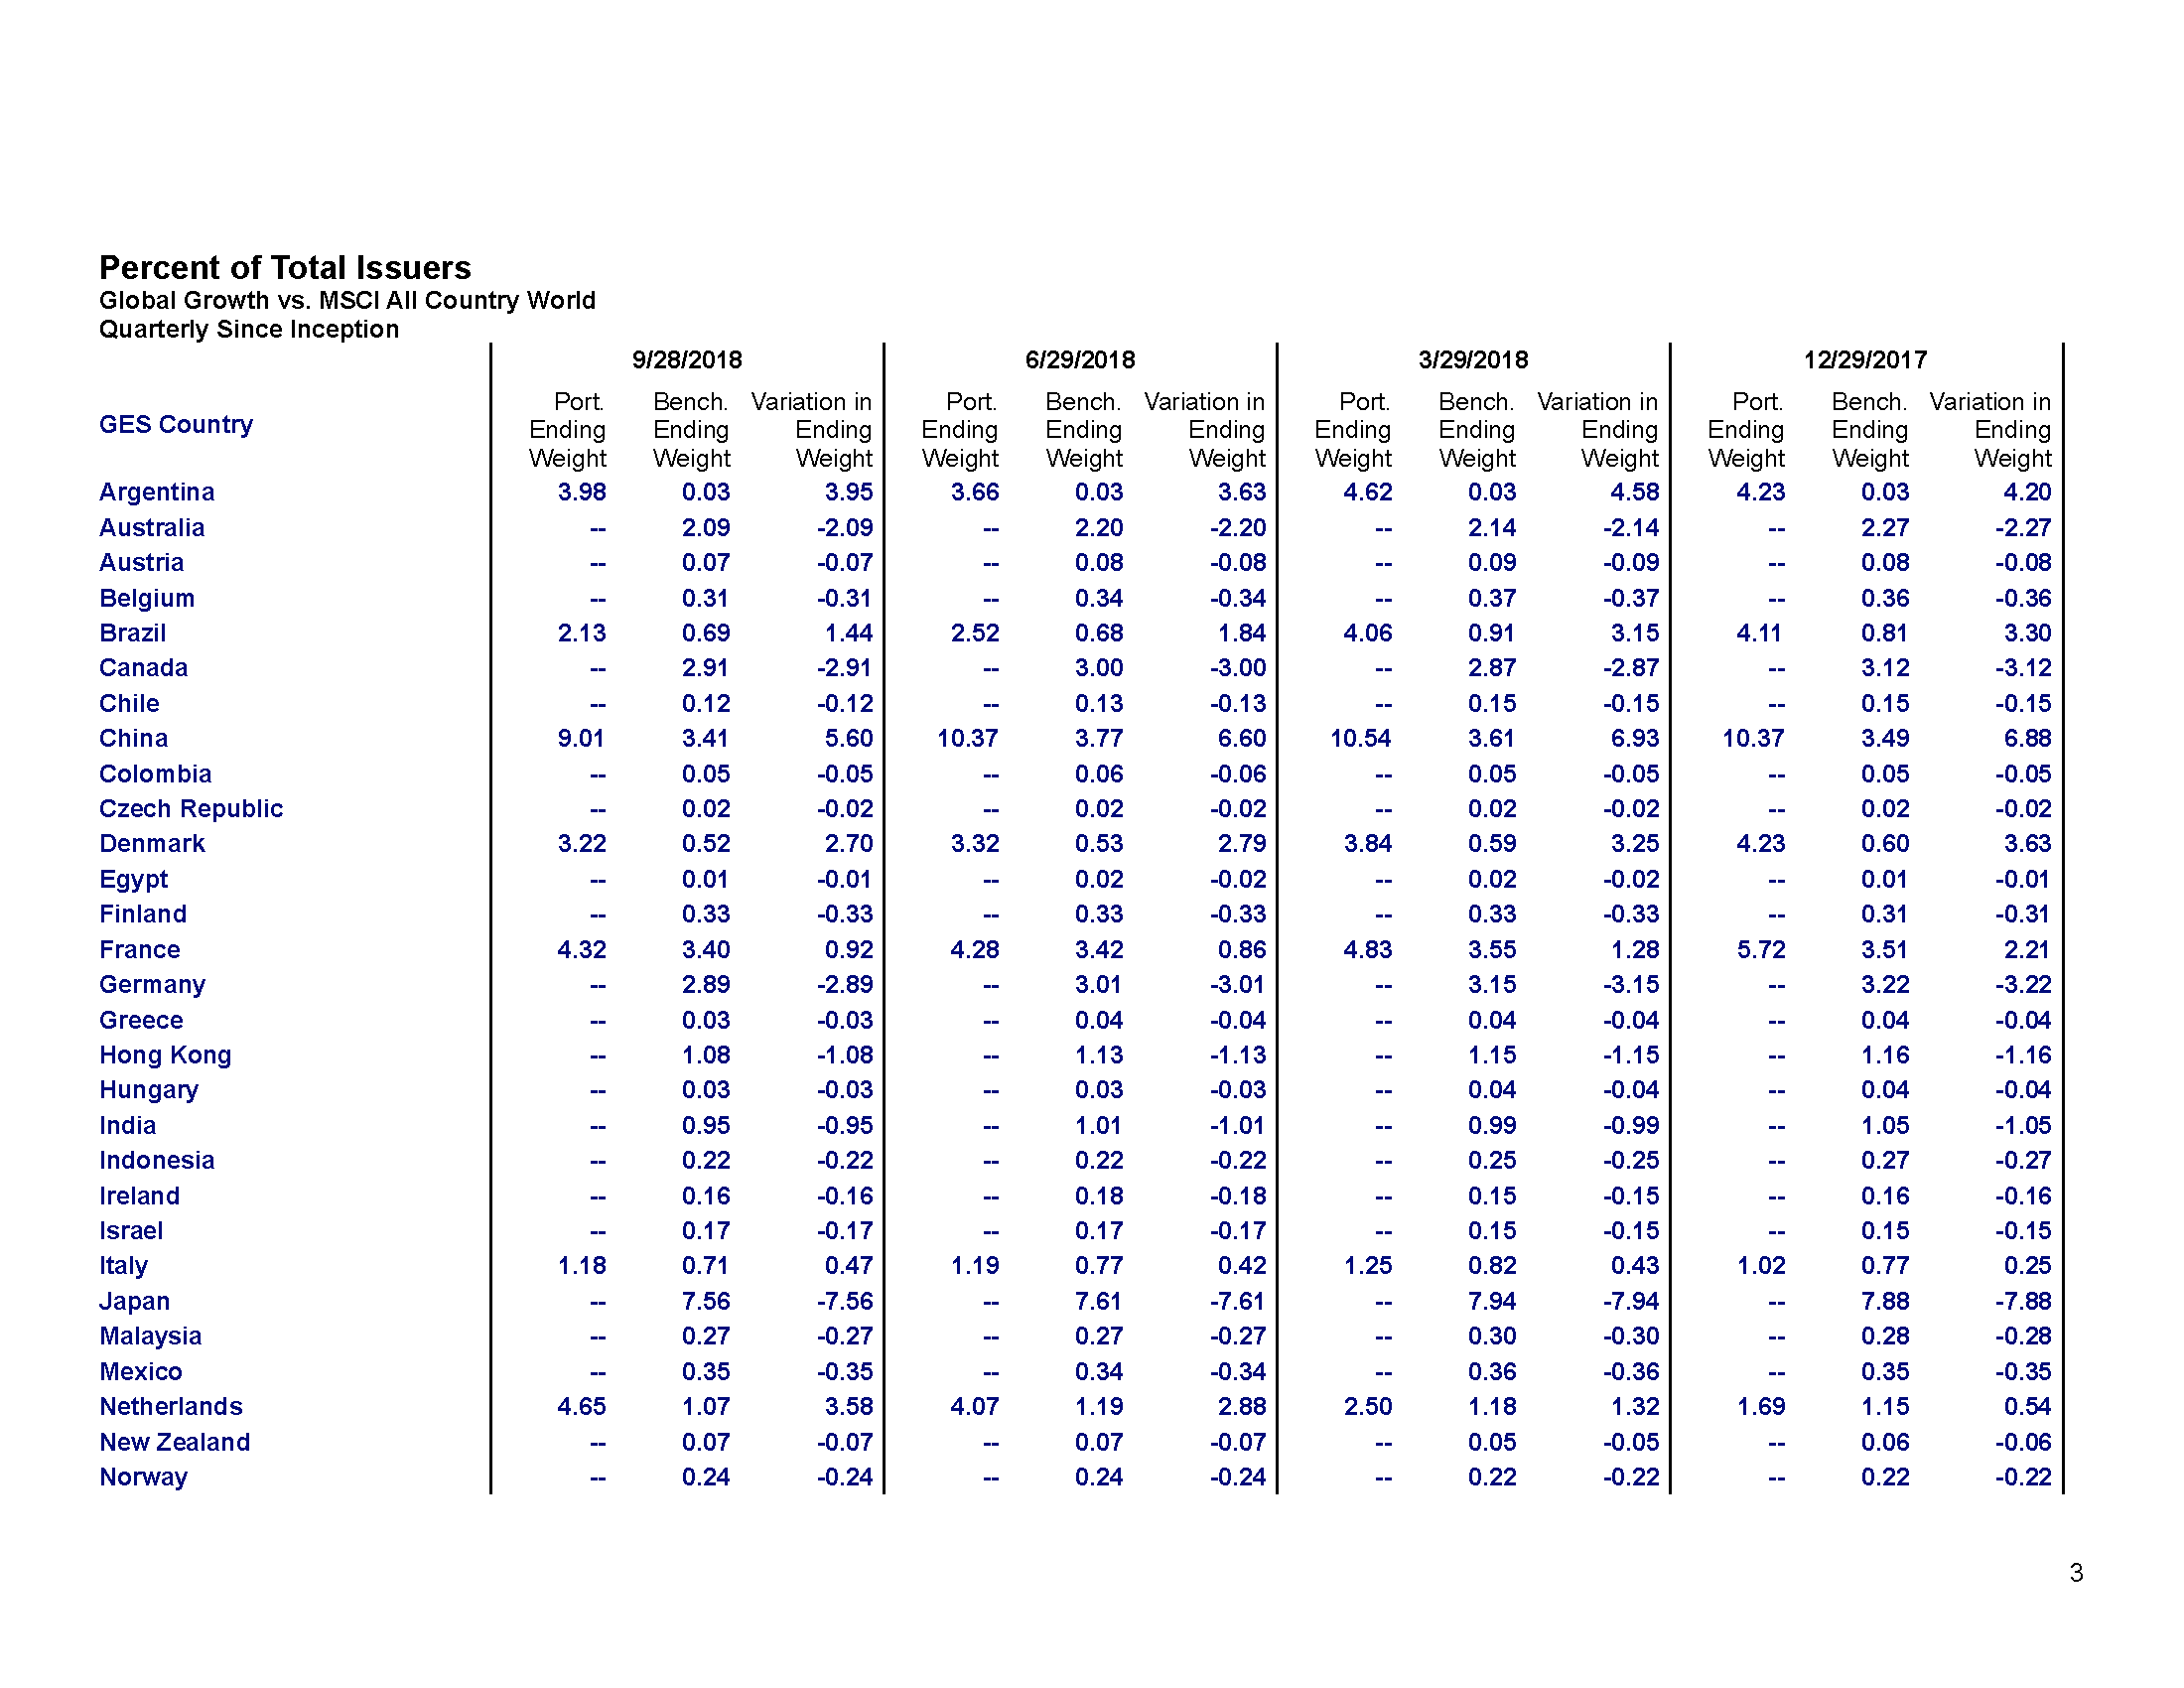 Percent of Total Issuers
Global Growth vs. MSCI All Country World
Quarterly Since Inception
9/28/2018 6/29/2018 3/29/2018 12/29/2017
GES Country
Port. Bench. Variation in Port. Bench. Variation in Port. Bench. Variation in Port. Bench. Variation in
Ending Ending Ending Ending Ending Ending Ending Ending Ending Ending Ending Ending
Weight Weight Weight Weight Weight Weight Weight Weight Weight Weight Weight Weight
Argentina 3.98 0.03 3.95 3.66 0.03 3.63 4.62 0.03 4.58 4.23 0.03 4.20
Australia -- 2.09 -2.09 -- 2.20 -2.20 -- 2.14 -2.14 -- 2.27 -2.27
Austria -- 0.07 -0.07 -- 0.08 -0.08 -- 0.09 -0.09 -- 0.08 -0.08
Belgium -- 0.31 -0.31 -- 0.34 -0.34 -- 0.37 -0.37 -- 0.36 -0.36
Brazil 2.13 0.69 1.44 2.52 0.68 1.84 4.06 0.91 3.15 4.11 0.81 3.30
Canada -- 2.91 -2.91 -- 3.00 -3.00 -- 2.87 -2.87 -- 3.12 -3.12
Chile -- 0.12 -0.12 -- 0.13 -0.13 -- 0.15 -0.15 -- 0.15 -0.15
China 9.01 3.41 5.60 10.37 3.77 6.60 10.54 3.61 6.93 10.37 3.49 6.88
Colombia -- 0.05 -0.05 -- 0.06 -0.06 -- 0.05 -0.05 -- 0.05 -0.05
Czech Republic -- 0.02 -0.02 -- 0.02 -0.02 -- 0.02 -0.02 -- 0.02 -0.02
Denmark 3.22 0.52 2.70 3.32 0.53 2.79 3.84 0.59 3.25 4.23 0.60 3.63
Egypt -- 0.01 -0.01 -- 0.02 -0.02 -- 0.02 -0.02 -- 0.01 -0.01
Finland -- 0.33 -0.33 -- 0.33 -0.33 -- 0.33 -0.33 -- 0.31 -0.31
France 4.32 3.40 0.92 4.28 3.42 0.86 4.83 3.55 1.28 5.72 3.51 2.21
Germany -- 2.89 -2.89 -- 3.01 -3.01 -- 3.15 -3.15 -- 3.22 -3.22
Greece -- 0.03 -0.03 -- 0.04 -0.04 -- 0.04 -0.04 -- 0.04 -0.04
Hong Kong -- 1.08 -1.08 -- 1.13 -1.13 -- 1.15 -1.15 -- 1.16 -1.16
Hungary -- 0.03 -0.03 -- 0.03 -0.03 -- 0.04 -0.04 -- 0.04 -0.04
India -- 0.95 -0.95 -- 1.01 -1.01 -- 0.99 -0.99 -- 1.05 -1.05
Indonesia -- 0.22 -0.22 -- 0.22 -0.22 -- 0.25 -0.25 -- 0.27 -0.27
Ireland -- 0.16 -0.16 -- 0.18 -0.18 -- 0.15 -0.15 -- 0.16 -0.16
Israel -- 0.17 -0.17 -- 0.17 -0.17 -- 0.15 -0.15 -- 0.15 -0.15
Italy 1.18 0.71 0.47 1.19 0.77 0.42 1.25 0.82 0.43 1.02 0.77 0.25
Japan -- 7.56 -7.56 -- 7.61 -7.61 -- 7.94 -7.94 -- 7.88 -7.88
Malaysia -- 0.27 -0.27 -- 0.27 -0.27 -- 0.30 -0.30 -- 0.28 -0.28
Mexico -- 0.35 -0.35 -- 0.34 -0.34 -- 0.36 -0.36 -- 0.35 -0.35
Netherlands 4.65 1.07 3.58 4.07 1.19 2.88 2.50 1.18 1.32 1.69 1.15 0.54
New Zealand -- 0.07 -0.07 -- 0.07 -0.07 -- 0.05 -0.05 -- 0.06 -0.06
Norway -- 0.24 -0.24 -- 0.24 -0.24 -- 0.22 -0.22 -- 0.22 -0.22
3